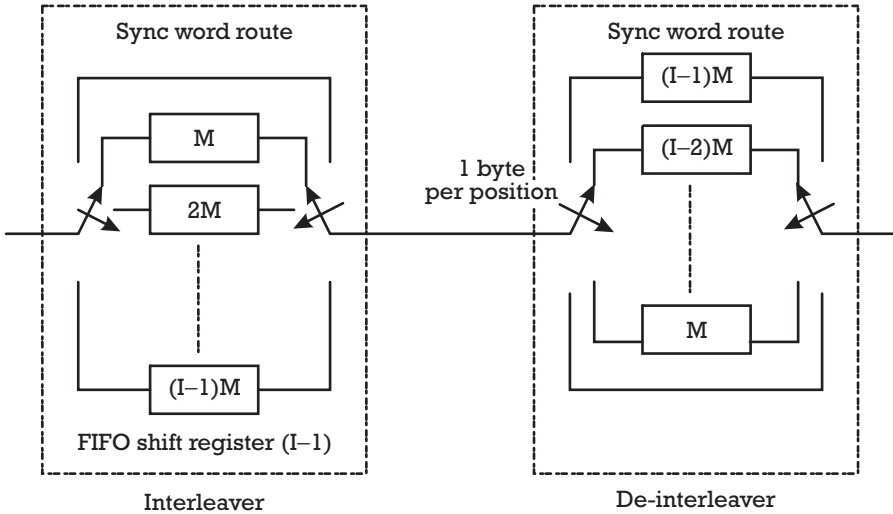 Sync word route
M
2M
(I–1)M
FIFO shift register (I–1)
Interleaver
1 byte
per position
Sync word route
(I–1)M
(I–2)M
M
De-interleaver